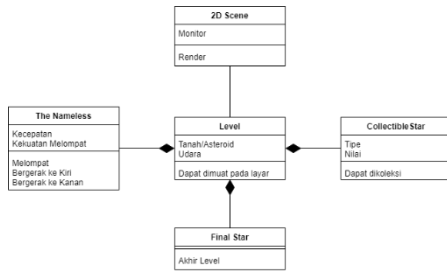 2D Scene
Monitor
Render
The Nameless
Kecepatan
Kekuatan Melompat
Melompat
Bergerak ke Kiri
Bergerak ke Kanan
Level
Tanah/Asteroid
Udara
Dapat dimuat pada layar
CollectibleStar
Tipe
Nilai
Dapat dikoleksi
Final Star
Akhir Level